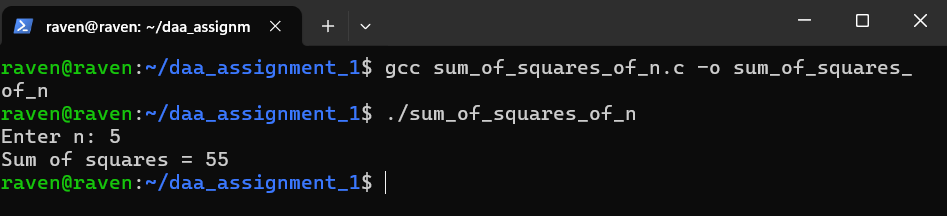 raven@raven: ~/daa_assignm
raven@raven:~/daa_assignment_1$ gcc sum_of_squares_of_n.c -o sum_of_squares_
of_n
raven@raven:~/daa_assignment_1$ ./sum_of_squares_of_n
Enter n: 5
Sum of squares = 55
raven@raven:~/daa_assignment_1$